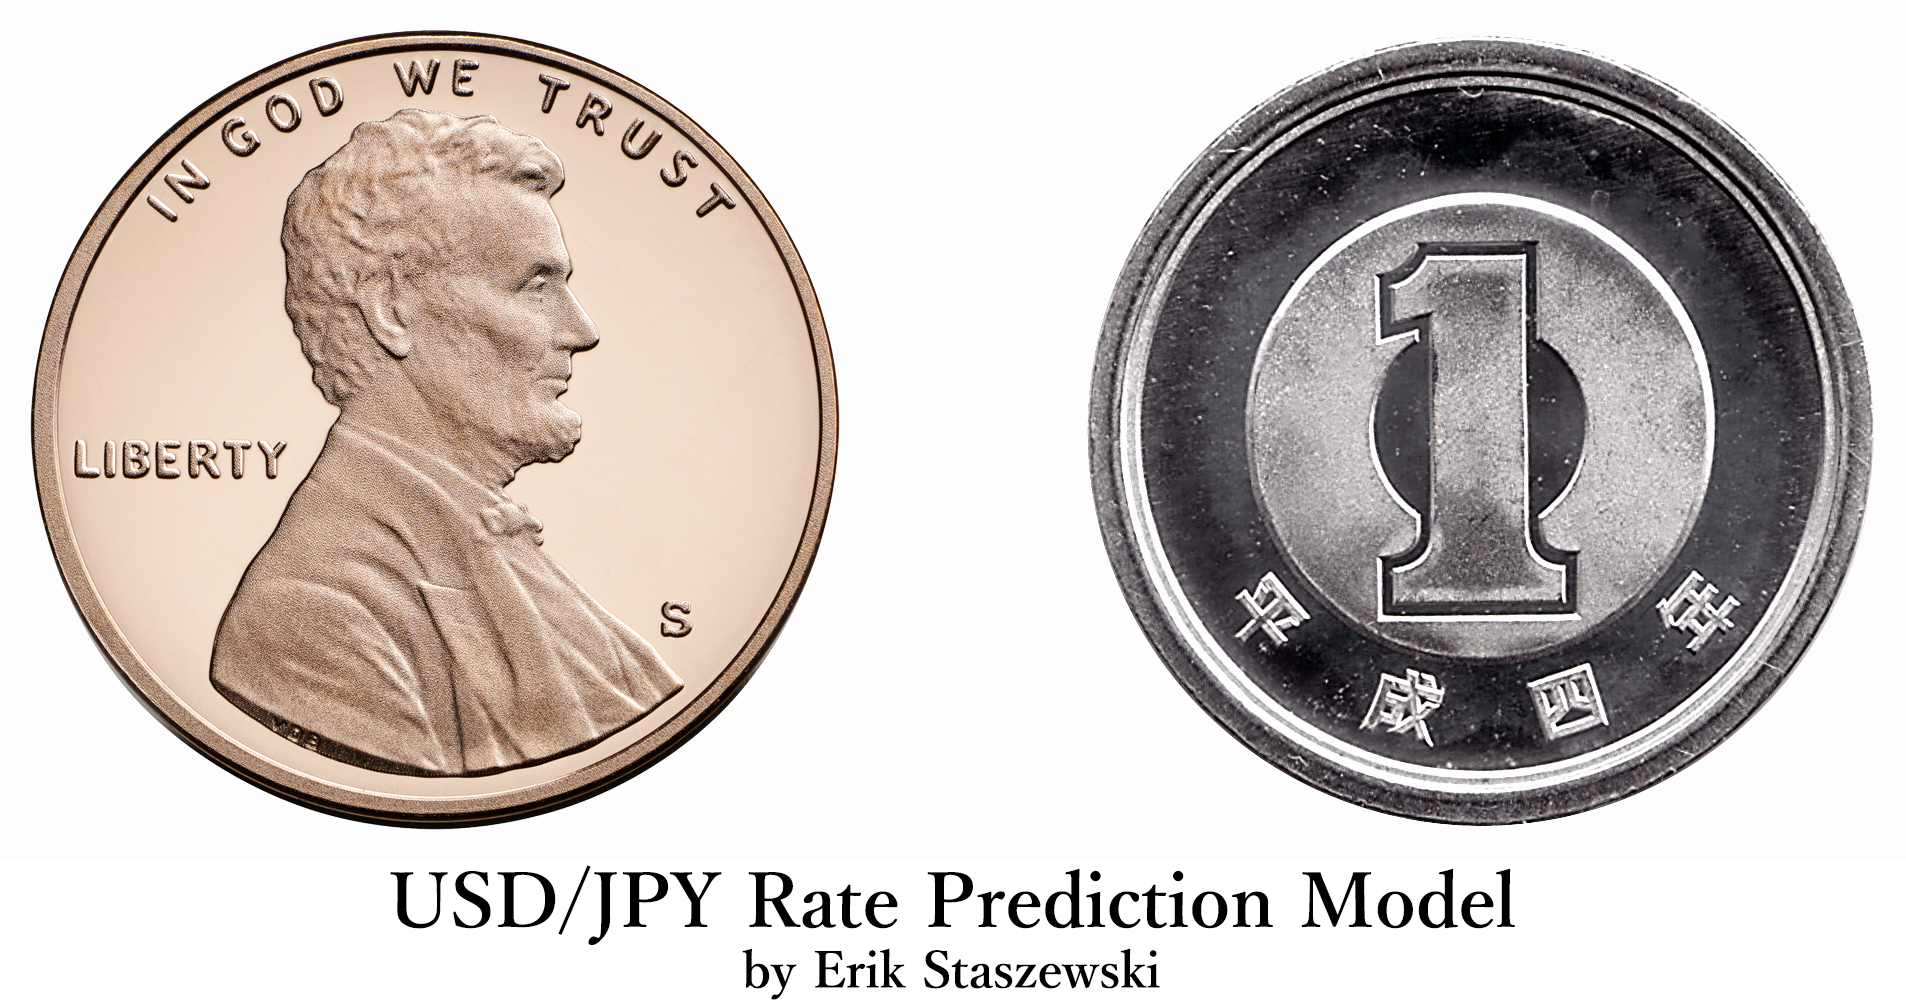 IN GOD WE TRUST
LIBERTY
S
VDB
1
平成四年
USD/JPY Rate Prediction Model
by Erik Staszewski